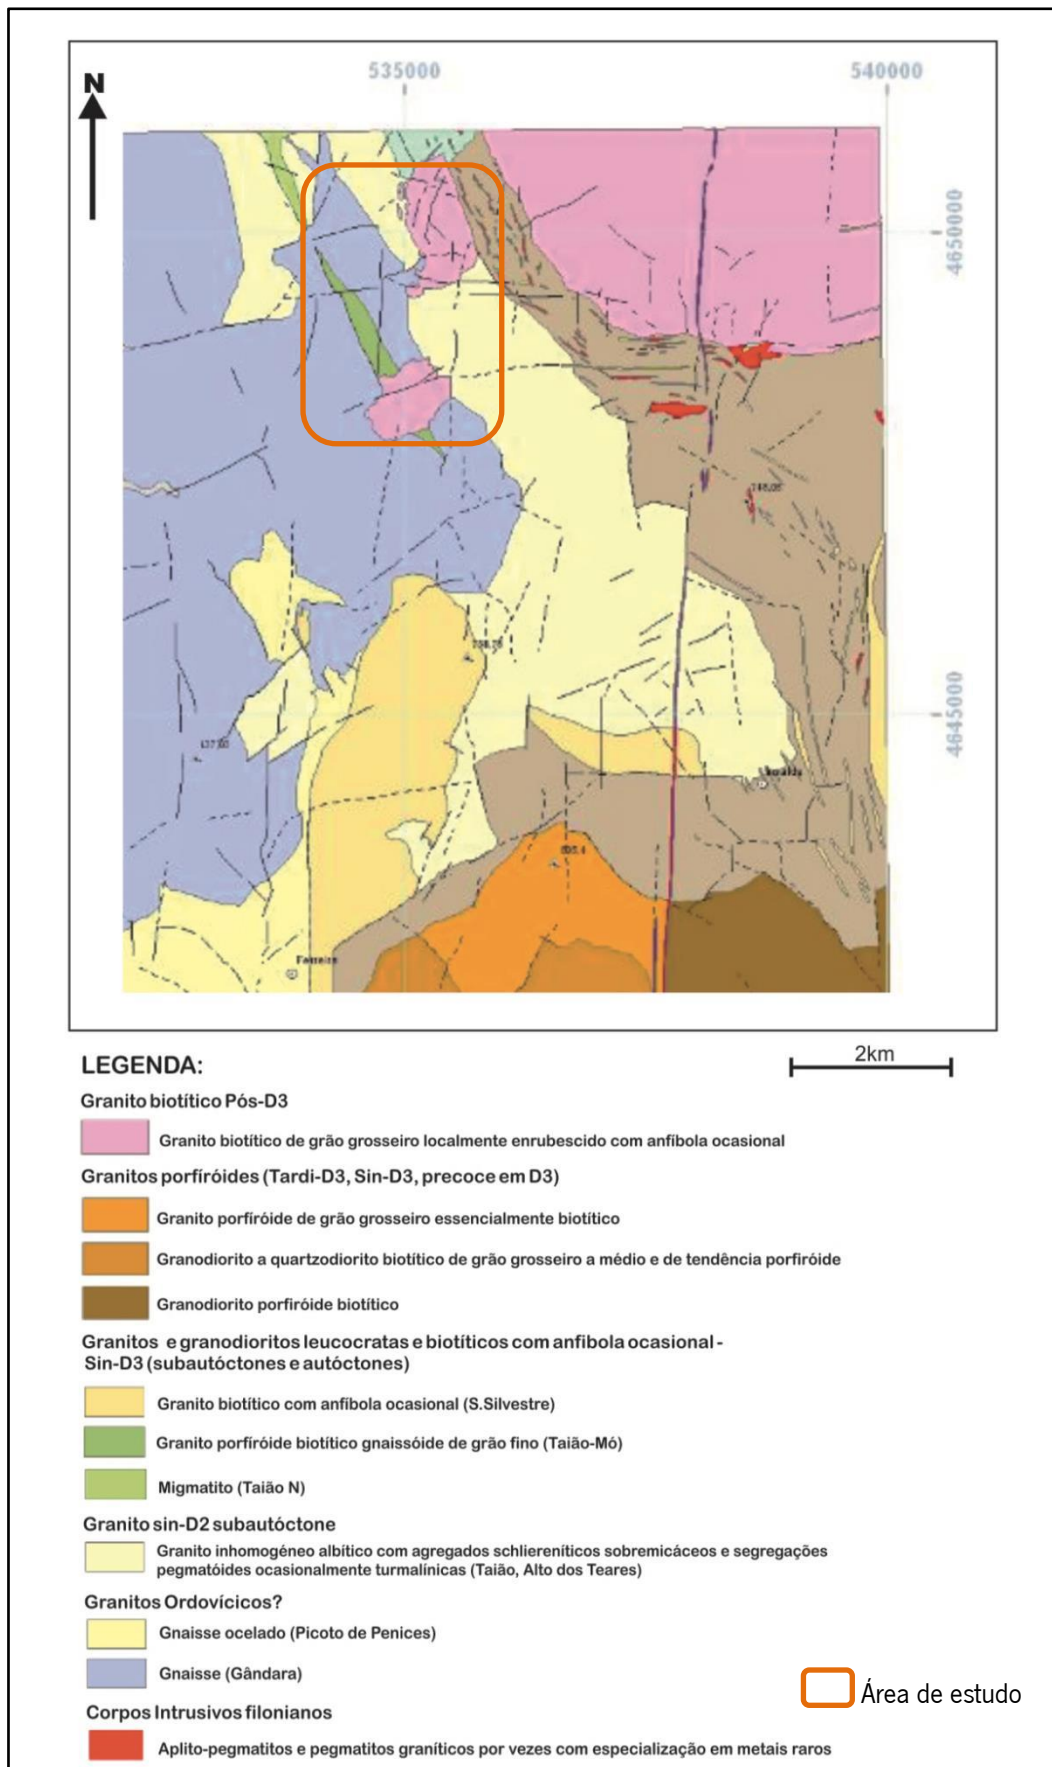 N
535000
540000
4650000
4645000
Ferreira
LEGENDA:
2km
Granito biotítico Pós-D3
Granito biotítico de grão grosseiro localmente enrubescido com anfíbola ocasional
Granitos porfíróides (Tardi-D3, Sin-D3, precoce em D3)
Granito porfíróide de grão grosseiro essencialmente biotítico
Granodiorito a quartzodiorito biotítico de grão grosseiro a médio e de tendência porfiróide
Granodiorito porfiróide biotítico
Granitos e granodioritos leucocratas e biotíticos com anfibola ocasional -
Sin-D3 (subautóctones e autóctones)
Granito biotítico com anfíbola ocasional (S.Silvestre)
Granito porfíróide biotítico gnaissóide de grão fino (Taião-Mó)
Migmatito (Taião N)
Granito sin-D2 subautóctone
Granito inhomogéneo albítico com agregados schliereníticos sobremicáceos e segregações
pegmatóides ocasionalmente turmalínicas (Taião, Alto dos Teares)
Granitos Ordovícicos?
Gnaisse ocelado (Picoto de Penices)
Gnaisse (Gândara)
Área de estudo
Corpos Intrusivos filonianos
Aplito-pegmatitos e pegmatitos graníticos por vezes com especialização em metais raros